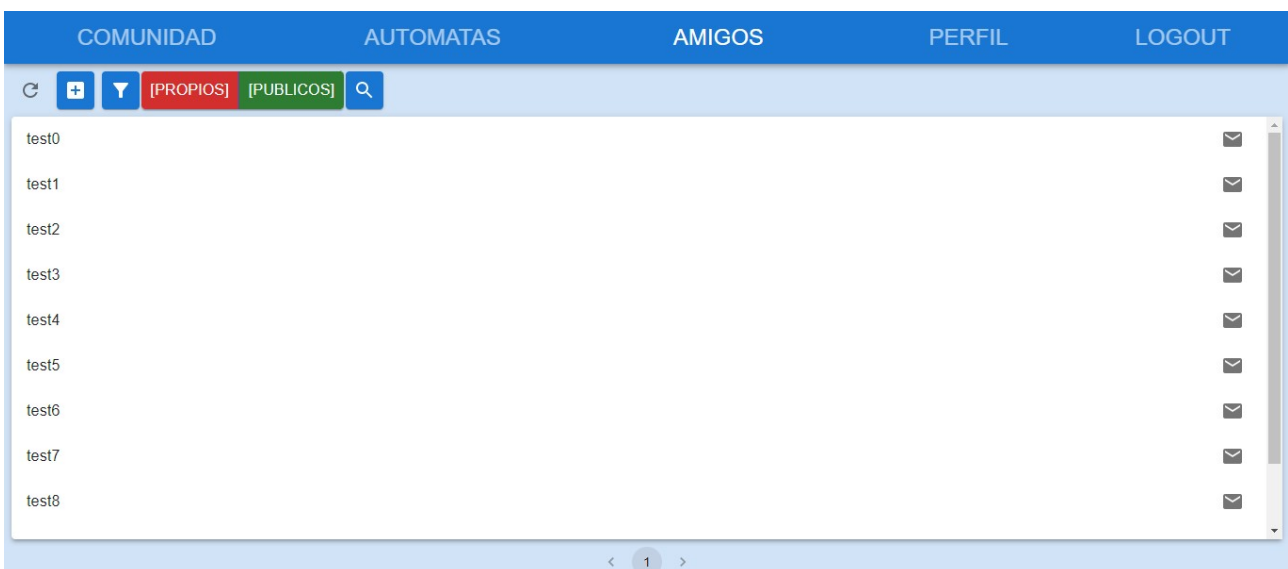 COMUNIDAD AUTOMATAS AMIGOS PERFIL LOGOUT
[PROPIOS] [PUBLICOS]
test0
test1
test2
test3
test4
test5
test6
test7
test8
1